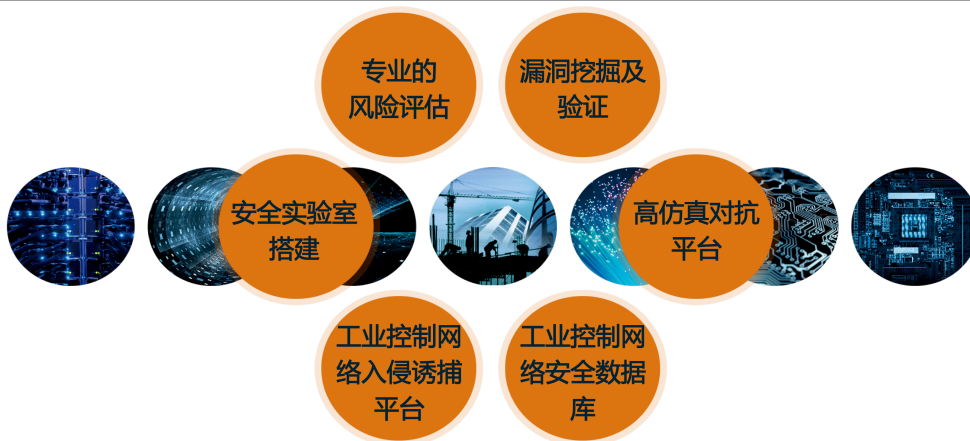 专业的
风险评估
漏洞挖掘及
验证
安全实验室
搭建
高仿真对抗
平台
工业控制网
络入侵诱捕
平台
工业控制网
络安全数据
库